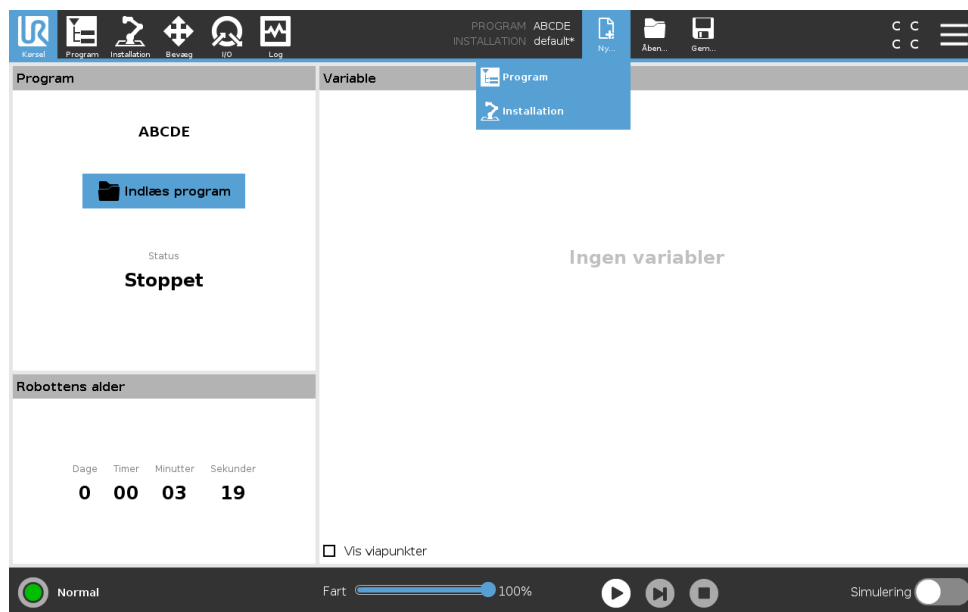 UR
Kørsel
Program
Installation
Bevæg
I/O
Log
PROGRAM ABCDE
INSTALLATION default*
Ny...
Åben...
Gem...
C C
C C
Program
Variable
Program
Installation
ABCDE
Indlæs program
Status
Stoppet
Ingen variabler
Robottens alder
Dage Timer Minutter Sekunder
0 00 03 19
Vis viapunkter
Normal
Fart 100%
Simulering